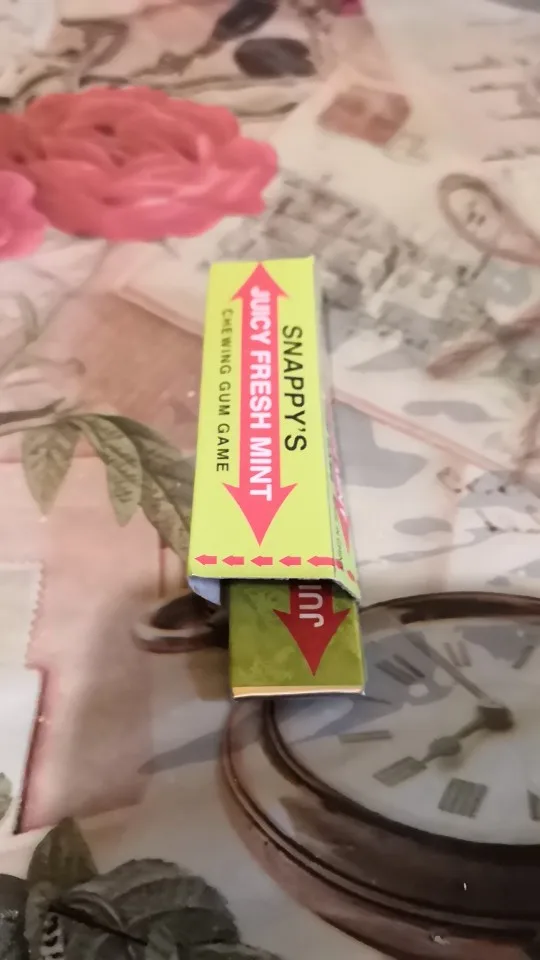 SNAPPY'S
JUICY FRESH MINT
CHEWING GUM GAME
JUI